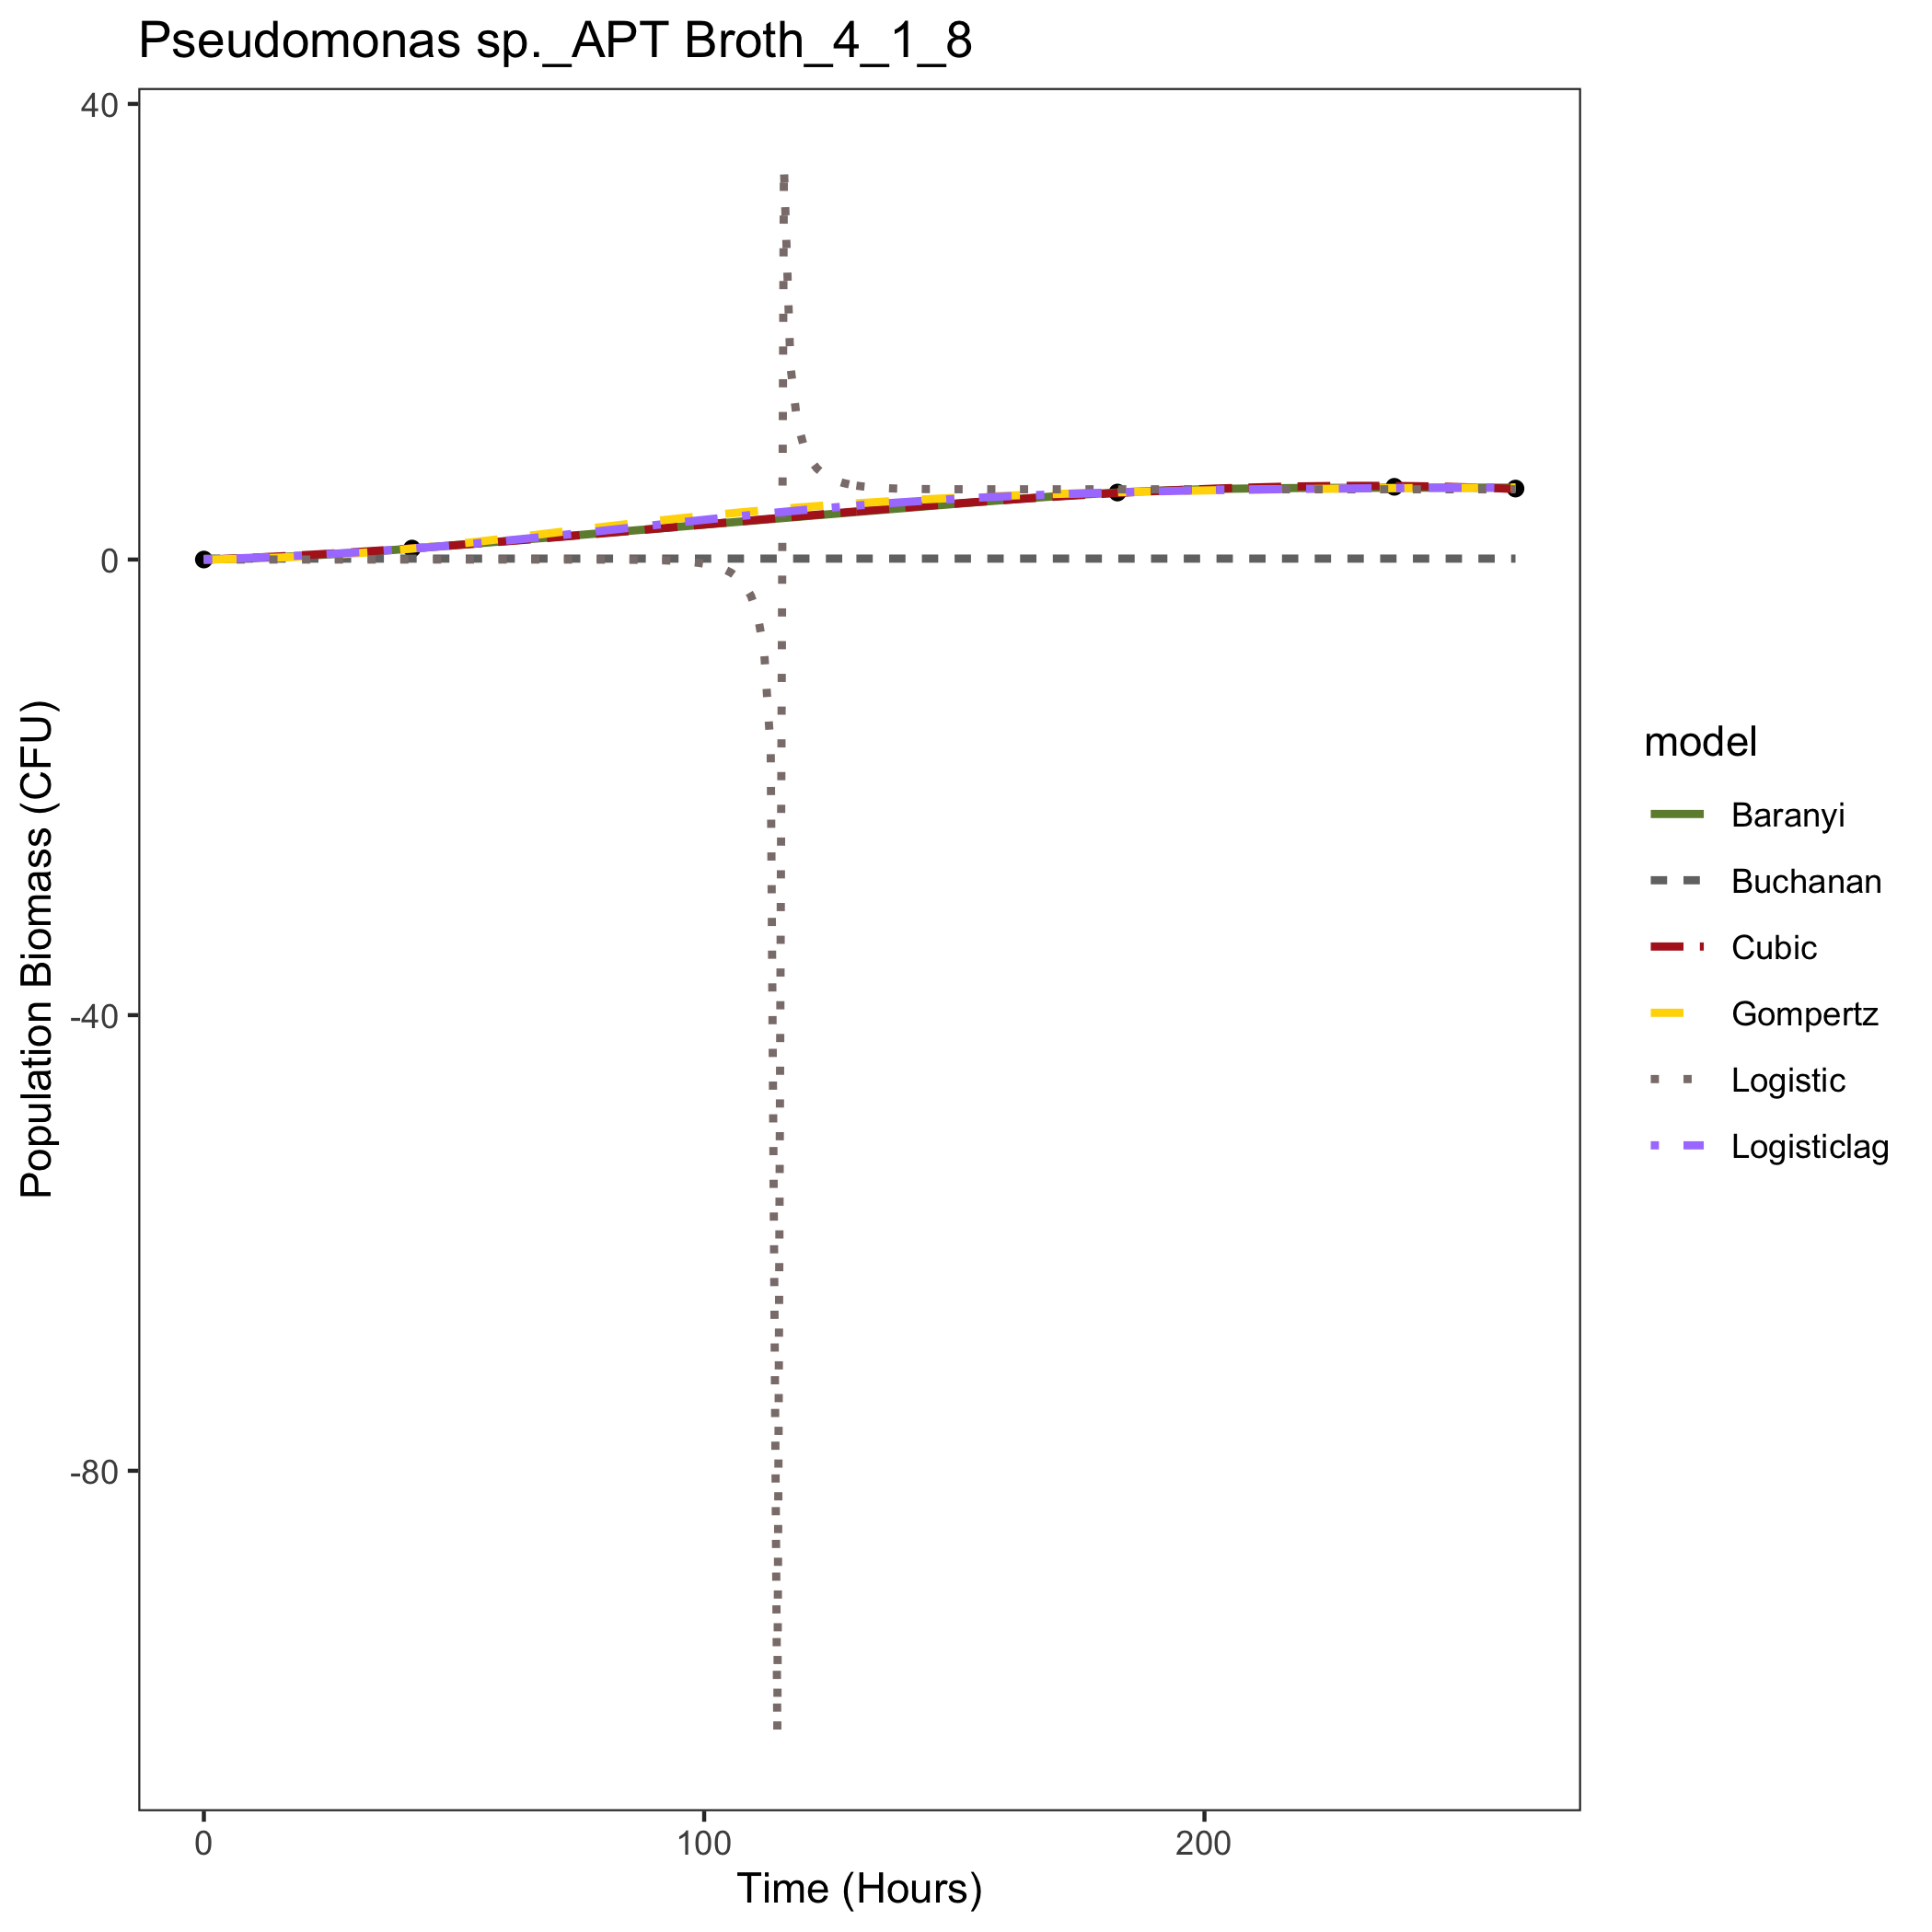 Pseudomonas sp._APT Broth_4_1_8
40
0
-40
-80
Population Biomass (CFU)
0
100
200
Time (Hours)
model
Baranyi
Buchanan
Cubic
Gompertz
Logistic
Logisticlag